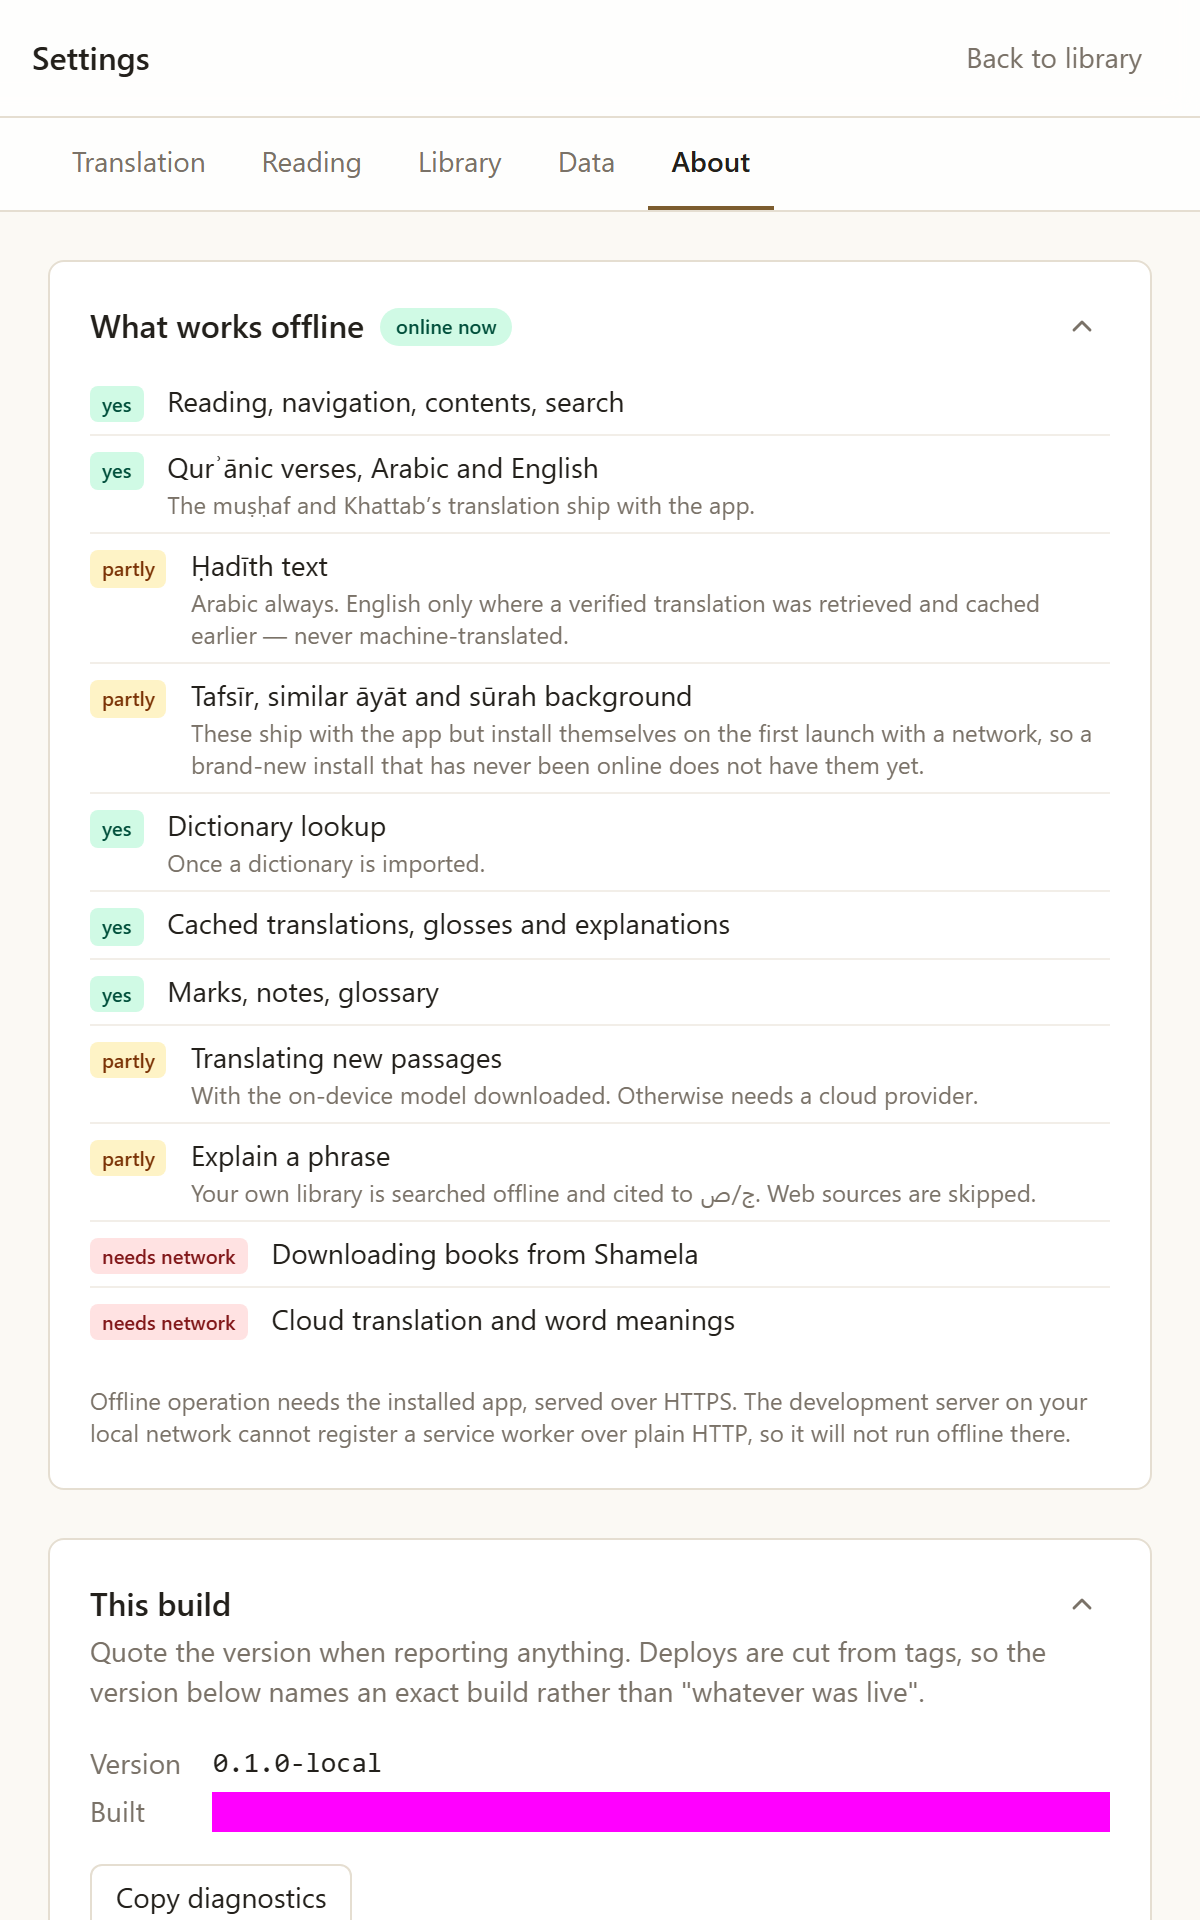 Settings
Back to library
Translation
Reading
Library
Data
About
What works offline
online now
yes
Reading, navigation, contents, search
yes
Qurʾānic verses, Arabic and English
The muṣḥaf and Khattab’s translation ship with the app.
partly
Ḥadīth text
Arabic always. English only where a verified translation was retrieved and cached
earlier — never machine-translated.
partly
Tafsīr, similar āyāt and sūrah background
These ship with the app but install themselves on the first launch with a network, so a
brand-new install that has never been online does not have them yet.
yes
Dictionary lookup
Once a dictionary is imported.
yes
Cached translations, glosses and explanations
yes
Marks, notes, glossary
partly
Translating new passages
With the on-device model downloaded. Otherwise needs a cloud provider.
partly
Explain a phrase
Your own library is searched offline and cited to ج/ص. Web sources are skipped.
needs network
Downloading books from Shamela
needs network
Cloud translation and word meanings
Offline operation needs the installed app, served over HTTPS. The development server on your
local network cannot register a service worker over plain HTTP, so it will not run offline there.
This build
Quote the version when reporting anything. Deploys are cut from tags, so the
version below names an exact build rather than "whatever was live".
Version
0.1.0-local
Built
Copy diagnostics